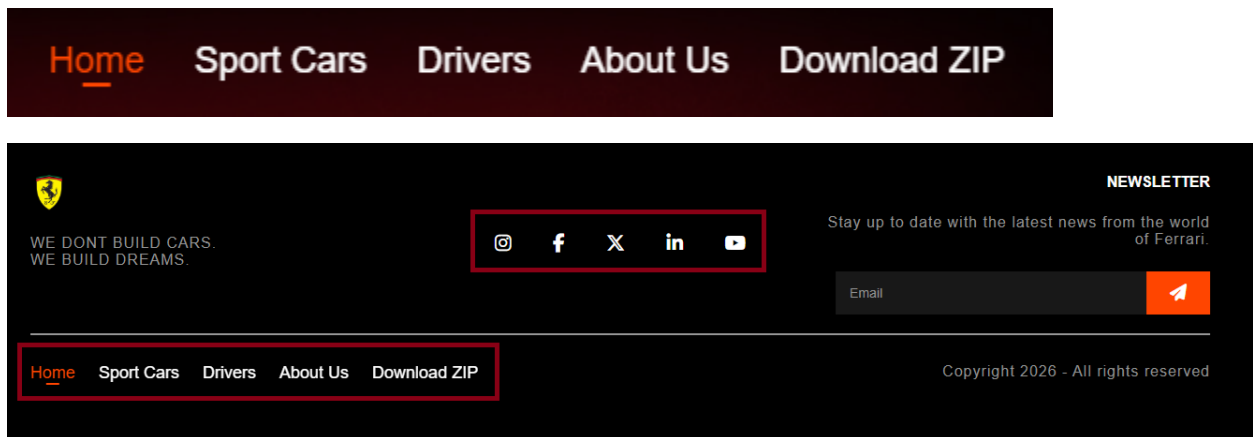 Home Sport Cars Drivers About Us Download ZIP
NEWSLETTER
Stay up to date with the latest news from the world
of Ferrari.
WE DONT BUILD CARS.
WE BUILD DREAMS.
Email
Home Sport Cars Drivers About Us Download ZIP
Copyright 2026 - All rights reserved